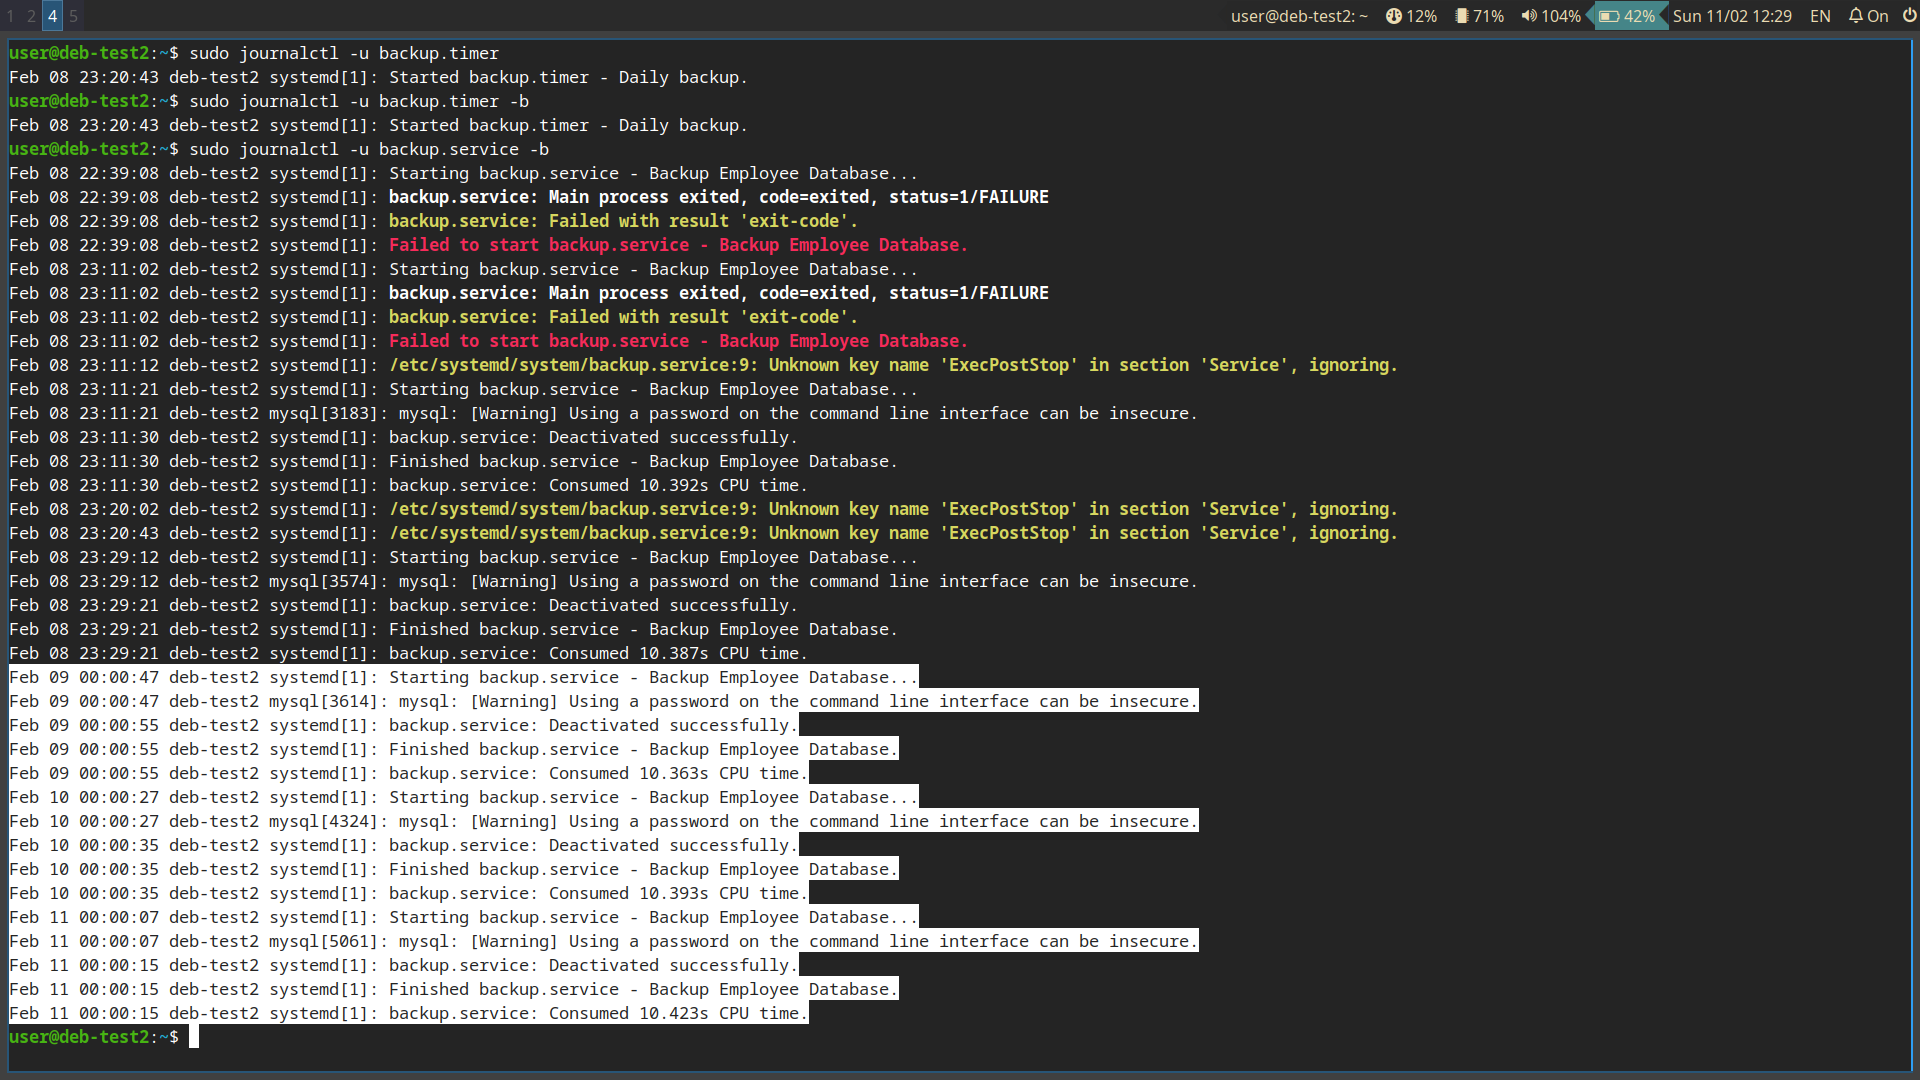 1 2 4 5 user@deb-test2: ~ 12% 71% 104% 42% Sun 11/02 12:29 EN On
user@deb-test2:~$ sudo journalctl -u backup.timer
Feb 08 23:20:43 deb-test2 systemd[1]: Started backup.timer - Daily backup.
user@deb-test2:~$ sudo journalctl -u backup.timer -b
Feb 08 23:20:43 deb-test2 systemd[1]: Started backup.timer - Daily backup.
user@deb-test2:~$ sudo journalctl -u backup.service -b
Feb 08 22:39:08 deb-test2 systemd[1]: Starting backup.service - Backup Employee Database...
Feb 08 22:39:08 deb-test2 systemd[1]: backup.service: Main process exited, code=exited, status=1/FAILURE
Feb 08 22:39:08 deb-test2 systemd[1]: backup.service: Failed with result 'exit-code'.
Feb 08 22:39:08 deb-test2 systemd[1]: Failed to start backup.service - Backup Employee Database.
Feb 08 23:11:02 deb-test2 systemd[1]: Starting backup.service - Backup Employee Database...
Feb 08 23:11:02 deb-test2 systemd[1]: backup.service: Main process exited, code=exited, status=1/FAILURE
Feb 08 23:11:02 deb-test2 systemd[1]: backup.service: Failed with result 'exit-code'.
Feb 08 23:11:02 deb-test2 systemd[1]: Failed to start backup.service - Backup Employee Database.
Feb 08 23:11:12 deb-test2 systemd[1]: /etc/systemd/system/backup.service:9: Unknown key name 'ExecPostStop' in section 'Service', ignoring.
Feb 08 23:11:21 deb-test2 systemd[1]: Starting backup.service - Backup Employee Database...
Feb 08 23:11:21 deb-test2 mysql[3183]: mysql: [Warning] Using a password on the command line interface can be insecure.
Feb 08 23:11:30 deb-test2 systemd[1]: backup.service: Deactivated successfully.
Feb 08 23:11:30 deb-test2 systemd[1]: Finished backup.service - Backup Employee Database.
Feb 08 23:11:30 deb-test2 systemd[1]: backup.service: Consumed 10.392s CPU time.
Feb 08 23:20:02 deb-test2 systemd[1]: /etc/systemd/system/backup.service:9: Unknown key name 'ExecPostStop' in section 'Service', ignoring.
Feb 08 23:20:43 deb-test2 systemd[1]: /etc/systemd/system/backup.service:9: Unknown key name 'ExecPostStop' in section 'Service', ignoring.
Feb 08 23:29:12 deb-test2 systemd[1]: Starting backup.service - Backup Employee Database...
Feb 08 23:29:12 deb-test2 mysql[3574]: mysql: [Warning] Using a password on the command line interface can be insecure.
Feb 08 23:29:21 deb-test2 systemd[1]: backup.service: Deactivated successfully.
Feb 08 23:29:21 deb-test2 systemd[1]: Finished backup.service - Backup Employee Database.
Feb 08 23:29:21 deb-test2 systemd[1]: backup.service: Consumed 10.387s CPU time.
Feb 09 00:00:47 deb-test2 systemd[1]: Starting backup.service - Backup Employee Database...
Feb 09 00:00:47 deb-test2 mysql[3614]: mysql: [Warning] Using a password on the command line interface can be insecure.
Feb 09 00:00:55 deb-test2 systemd[1]: backup.service: Deactivated successfully.
Feb 09 00:00:55 deb-test2 systemd[1]: Finished backup.service - Backup Employee Database.
Feb 09 00:00:55 deb-test2 systemd[1]: backup.service: Consumed 10.363s CPU time.
Feb 10 00:00:27 deb-test2 systemd[1]: Starting backup.service - Backup Employee Database...
Feb 10 00:00:27 deb-test2 mysql[4324]: mysql: [Warning] Using a password on the command line interface can be insecure.
Feb 10 00:00:35 deb-test2 systemd[1]: backup.service: Deactivated successfully.
Feb 10 00:00:35 deb-test2 systemd[1]: Finished backup.service - Backup Employee Database.
Feb 10 00:00:35 deb-test2 systemd[1]: backup.service: Consumed 10.393s CPU time.
Feb 11 00:00:07 deb-test2 systemd[1]: Starting backup.service - Backup Employee Database...
Feb 11 00:00:07 deb-test2 mysql[5061]: mysql: [Warning] Using a password on the command line interface can be insecure.
Feb 11 00:00:15 deb-test2 systemd[1]: backup.service: Deactivated successfully.
Feb 11 00:00:15 deb-test2 systemd[1]: Finished backup.service - Backup Employee Database.
Feb 11 00:00:15 deb-test2 systemd[1]: backup.service: Consumed 10.423s CPU time.
user@deb-test2:~$